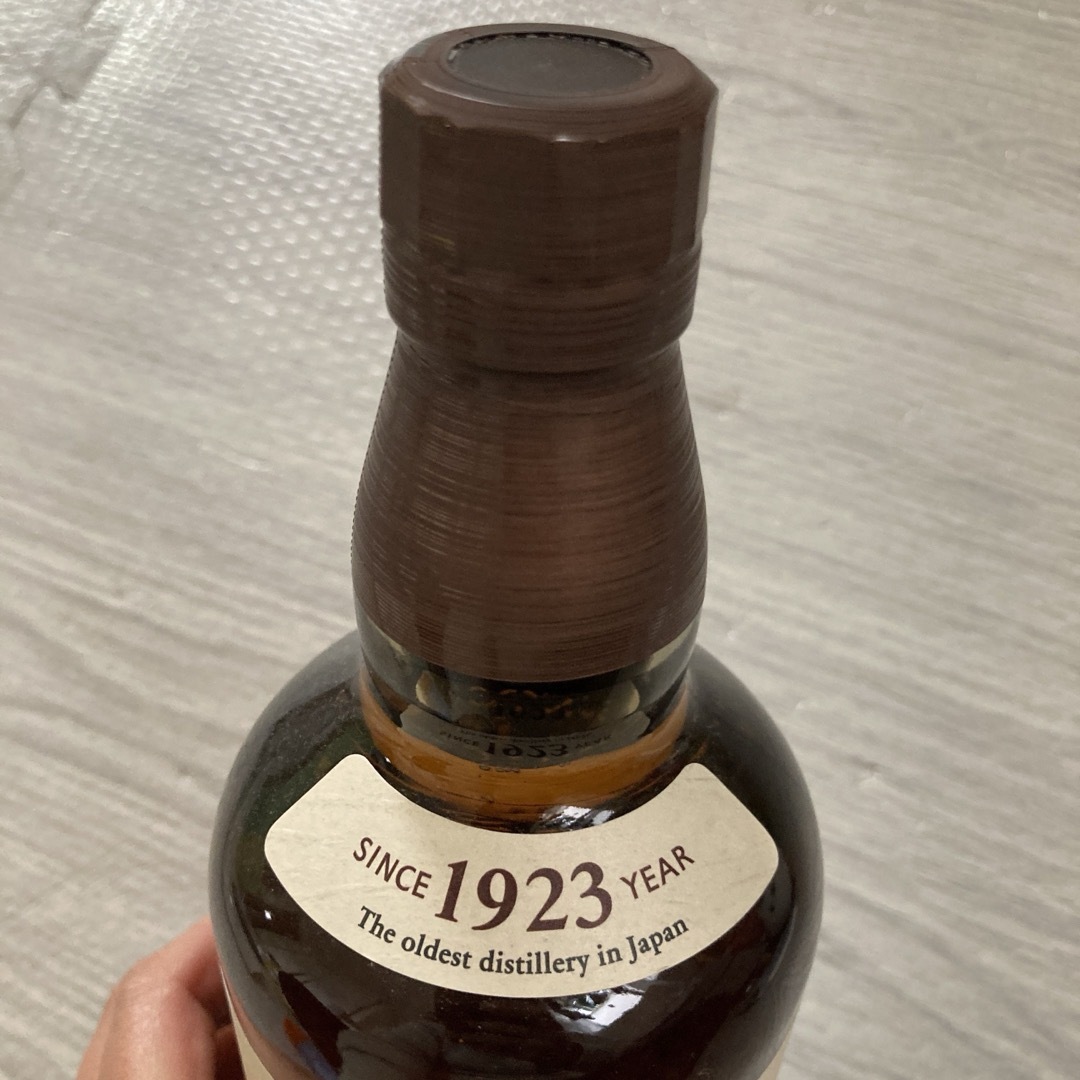 SINCE 1923 YEAR
The oldest distillery in Japan